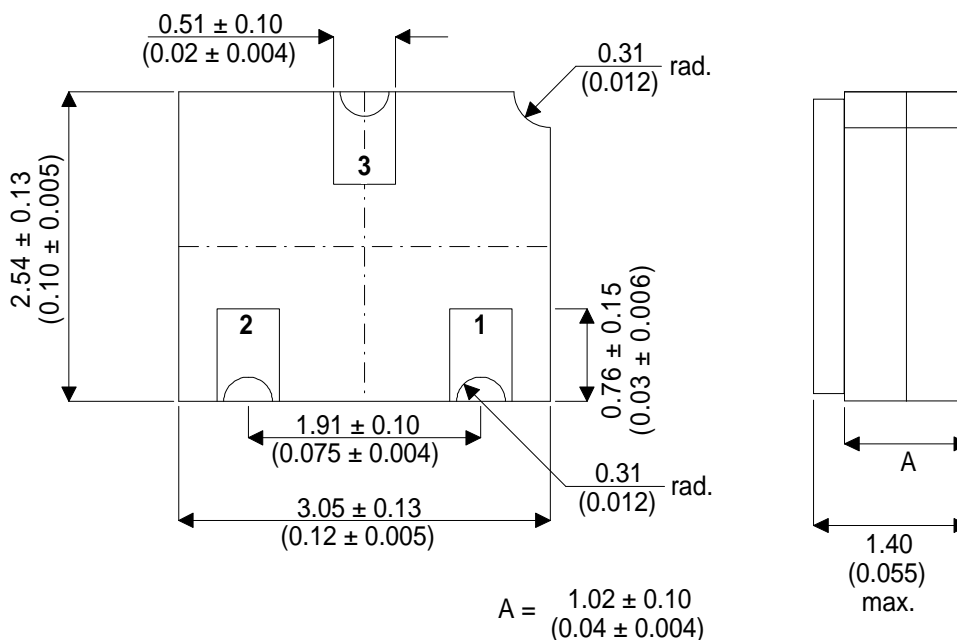 0.51 ± 0.10
(0.02 ± 0.004)
0.31
(0.012)
rad.
3
2.54 ± 0.13
(0.10 ± 0.005)
2
1
0.76 ± 0.15
(0.03 ± 0.006)
1.91 ± 0.10
(0.075 ± 0.004)
A
0.31
(0.012)
rad.
3.05 ± 0.13
(0.12 ± 0.005)
1.40
(0.055)
max.
A = 1.02 ± 0.10
(0.04 ± 0.004)